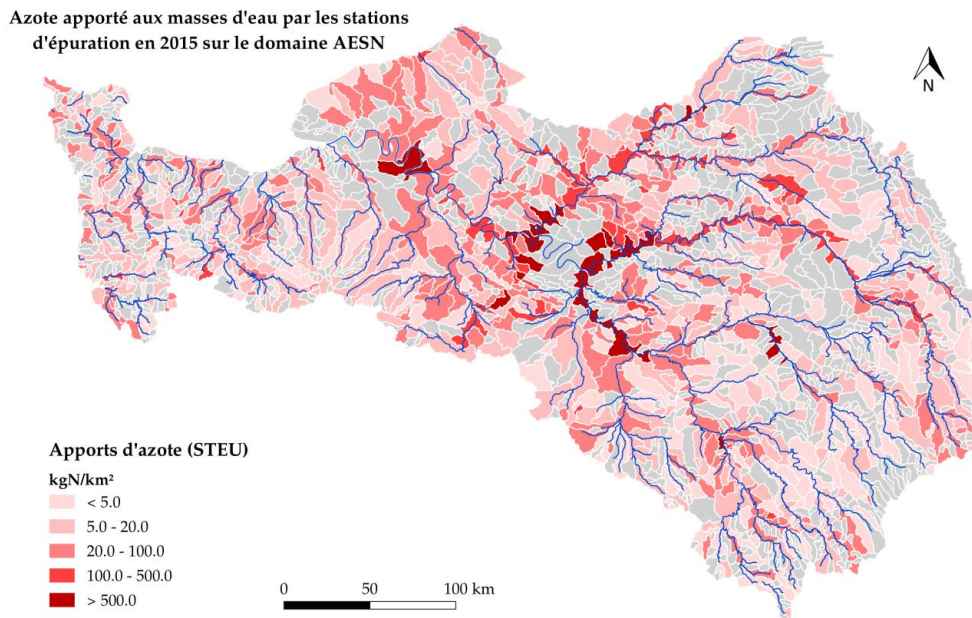 Azote apporté aux masses d'eau par les stations
d'épuration en 2015 sur le domaine AESN
N
Apports d'azote (STEU)
kgN/km²
< 5.0
5.0 - 20.0
20.0 - 100.0
100.0 - 500.0
> 500.0
0 50 100 km